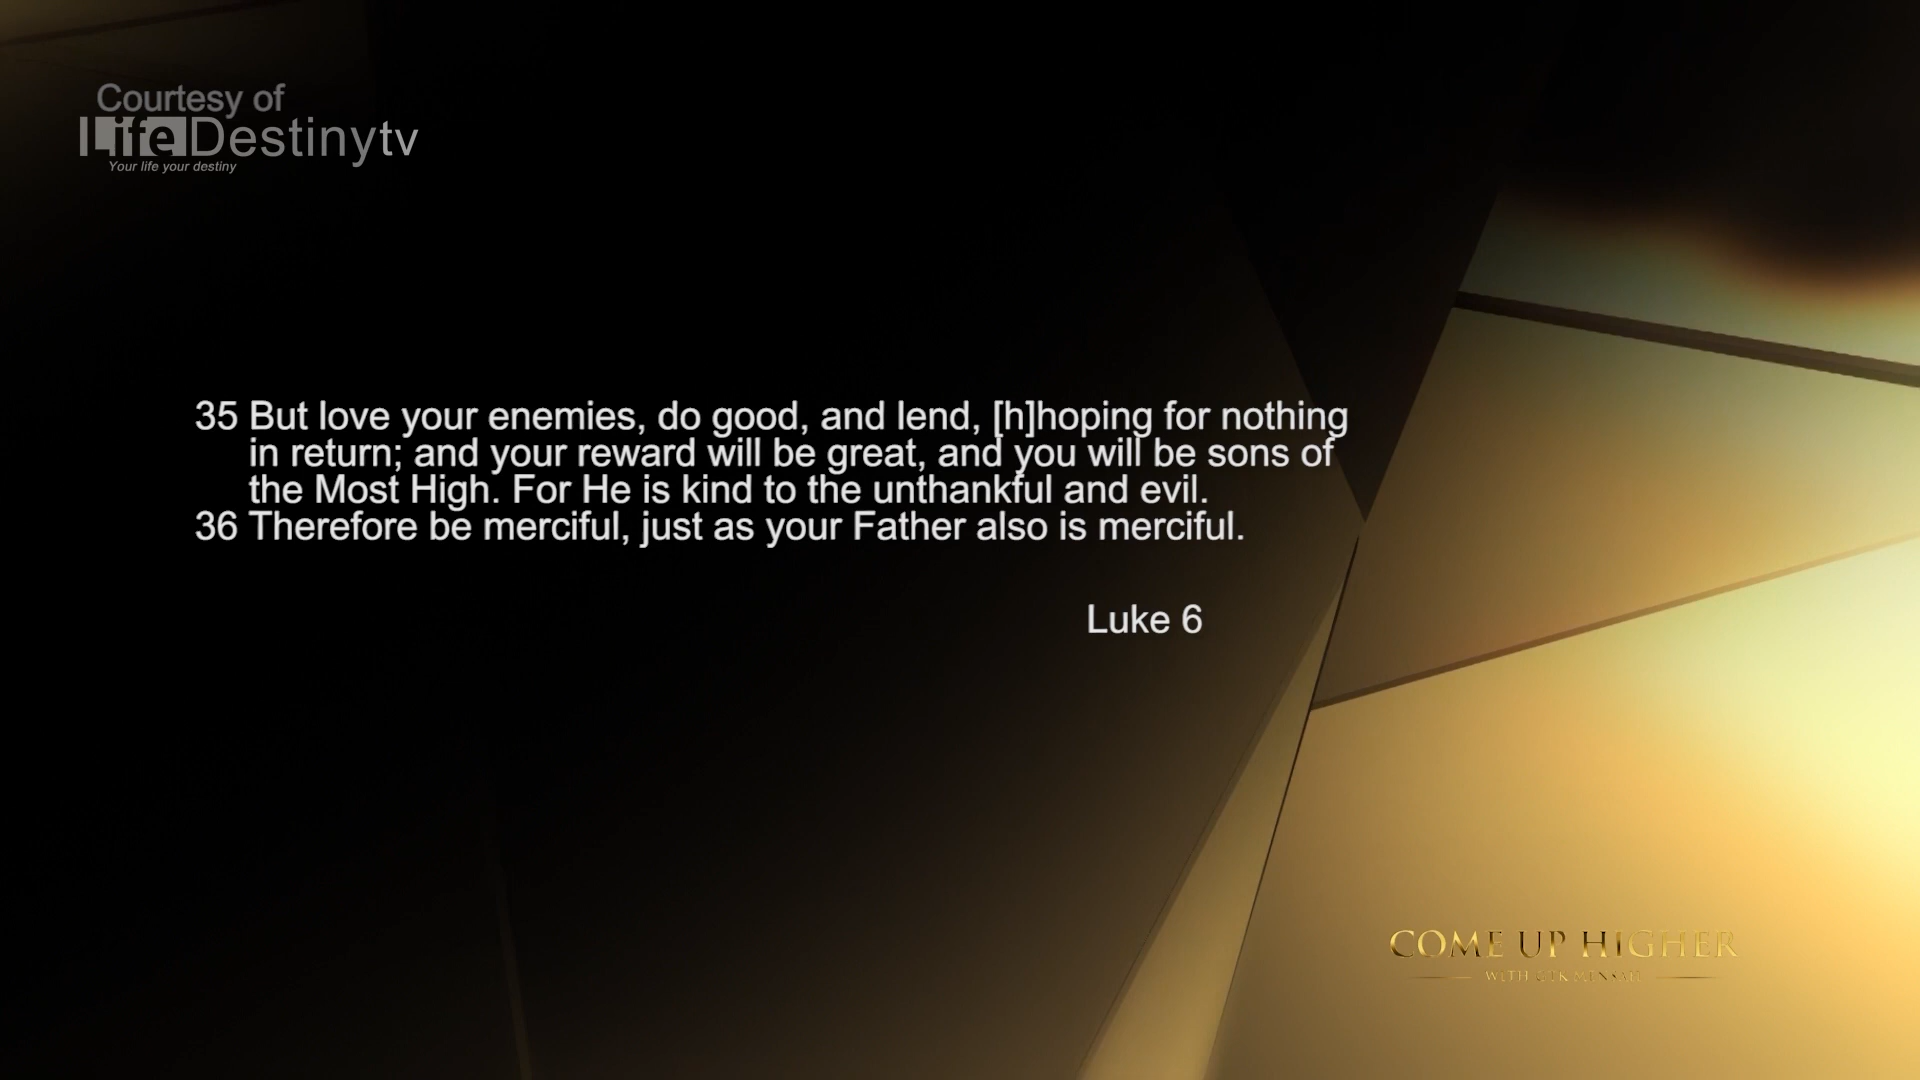 Courtesy of
LifeDestinytv
Your life your destiny
35 But love your enemies, do good, and lend, [h]hoping for nothing
in return; and your reward will be great, and you will be sons of
the Most High. For He is kind to the unthankful and evil.
36 Therefore be merciful, just as your Father also is merciful.
Luke 6
COME UP HIGHER
WITH MENSAH